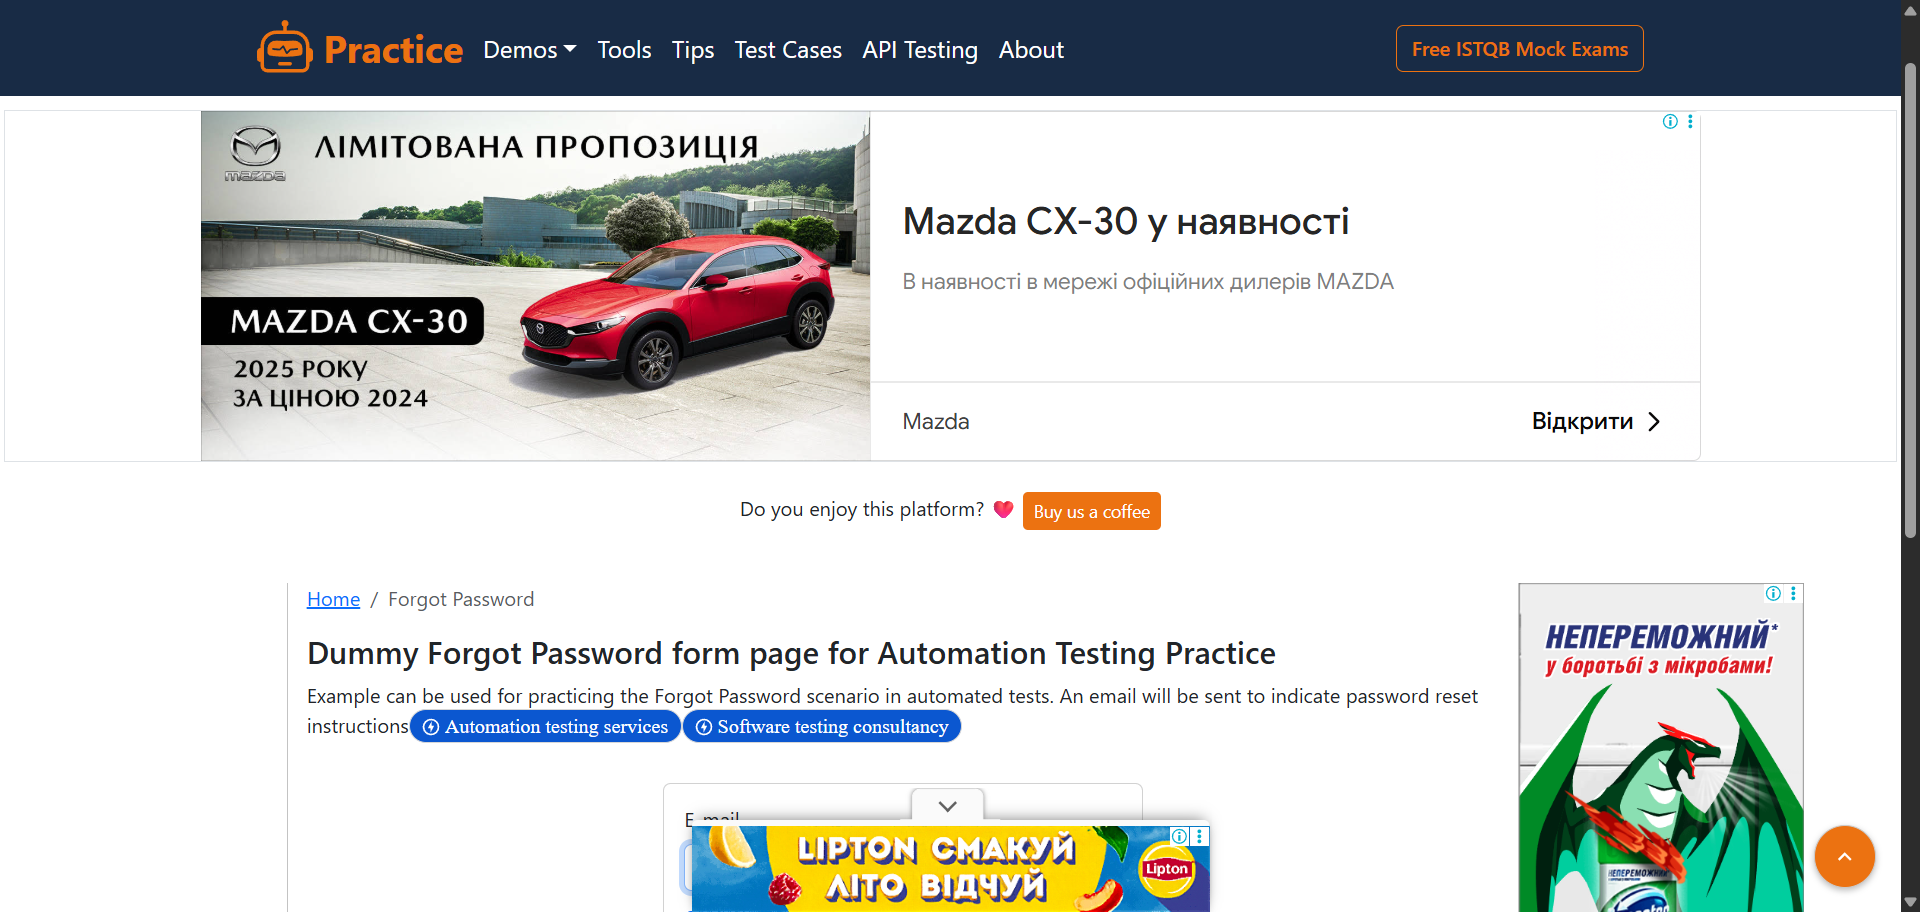 Practice Demos Tools Tips Test Cases API Testing About Free ISTQB Mock Exams
mazda
ЛІМІТОВАНА ПРОПОЗИЦІЯ
MAZDA CX-30
2025 РОКУ
ЗА ЦІНОЮ 2024
Mazda CX-30 у наявності
В наявності в мережі офіційних дилерів MAZDA
Mazda
Відкрити
Do you enjoy this platform? Buy us a coffee
Home / Forgot Password
Dummy Forgot Password form page for Automation Testing Practice
Example can be used for practicing the Forgot Password scenario in automated tests. An email will be sent to indicate password reset
instructions Automation testing services Software testing consultancy
E-mail
LIPTON СМАКУЙ
ЛІТО ВІДЧУЙ
Lipton
НЕПЕРЕМОЖНИЙ*
у боротьбі з мікробами!
НЕПЕРЕМОЖНИЙ*